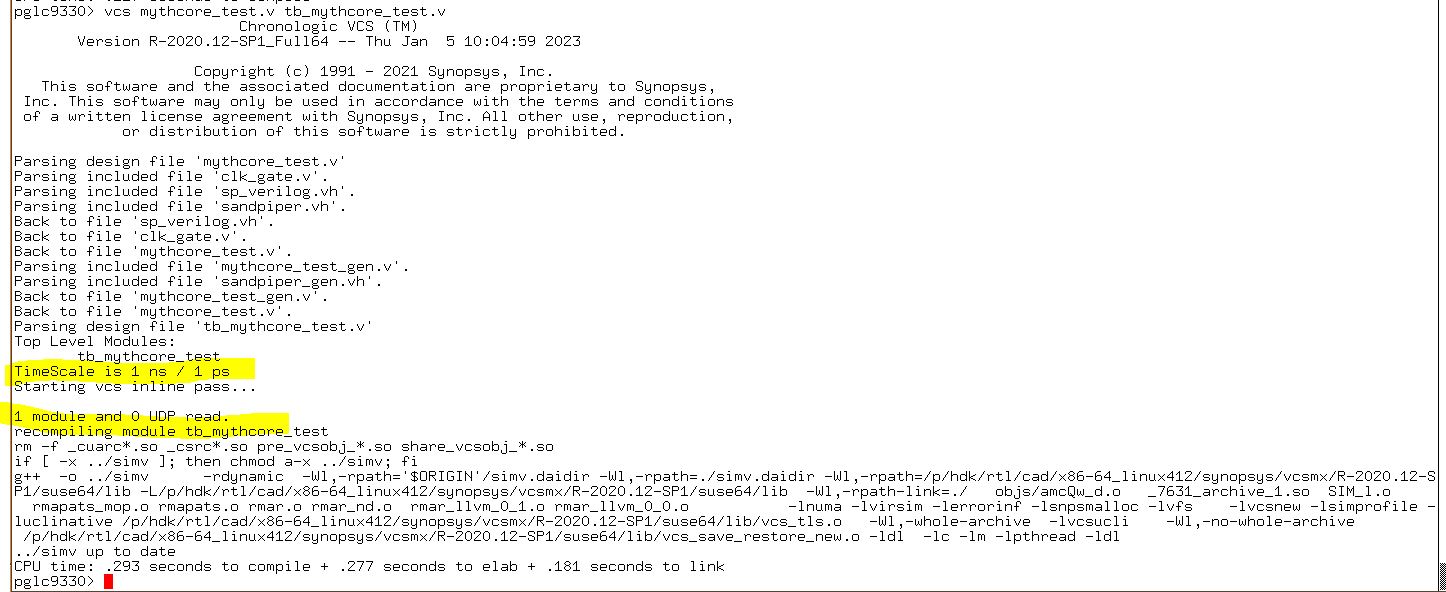 pglc9330> vcs mythcore_test.v tb_mythcore_test.v
Chronologic VCS (TM)
Version R-2020.12-SP1_Full64 -- Thu Jan  5 10:04:59 2023
Copyright (c) 1991 - 2021 Synopsys, Inc.
This software and the associated documentation are proprietary to Synopsys,
Inc. This software may only be used in accordance with the terms and conditions
of a written license agreement with Synopsys, Inc. All other use, reproduction,
or distribution of this software is strictly prohibited.
Parsing design file 'mythcore_test.v'
Parsing included file 'clk_gate.v'.
Parsing included file 'sp_verilog.vh'.
Parsing included file 'sandpiper.vh'.
Back to file 'sp_verilog.vh'.
Back to file 'clk_gate.v'.
Back to file 'mythcore_test.v'.
Parsing included file 'mythcore_test_gen.v'.
Parsing included file 'sandpiper_gen.vh'.
Back to file 'mythcore_test_gen.v'.
Back to file 'mythcore_test.v'.
Parsing design file 'tb_mythcore_test.v'
Top Level Modules:
tb_mythcore_test
TimeScale is 1 ns / 1 ps
Starting vcs inline pass...
1 module and 0 UDP read.
recompiling module tb_mythcore_test
rm -f _cuarc*.so _csrc*.so pre_vcsobj_*.so share_vcsobj_*.so
if [ -x ../simv ]; then chmod a-x ../simv; fi
g++  -o ../simv      -rdynamic  -Wl,-rpath='$ORIGIN'/simv.daidir -Wl,-rpath=./simv.daidir -Wl,-rpath=/p/hdk/rtl/cad/x86-64_linux412/synopsys/vcsmx/R-2020.12-S
P1/suse64/lib -L/p/hdk/rtl/cad/x86-64_linux412/synopsys/vcsmx/R-2020.12-SP1/suse64/lib  -Wl,-rpath-link=./   objs/amcQw_d.o   _7631_archive_1.so  SIM_l.o
rmapats_mop.o rmapats.o rmar.o rmar_nd.o  rmar_llvm_0_1.o rmar_llvm_0_0.o            -lnuma -lvirsim -lerrorinf -lsnpsmalloc -lvfs    -lvcsnew -lsimprofile -
luclinative /p/hdk/rtl/cad/x86-64_linux412/synopsys/vcsmx/R-2020.12-SP1/suse64/lib/vcs_tls.o   -Wl,-whole-archive  -lvcsucli    -Wl,-no-whole-archive
/p/hdk/rtl/cad/x86-64_linux412/synopsys/vcsmx/R-2020.12-SP1/suse64/lib/vcs_save_restore_new.o -ldl  -lc -lm -lpthread -ldl
../simv up to date
CPU time: .293 seconds to compile + .277 seconds to elab + .181 seconds to link
pglc9330>